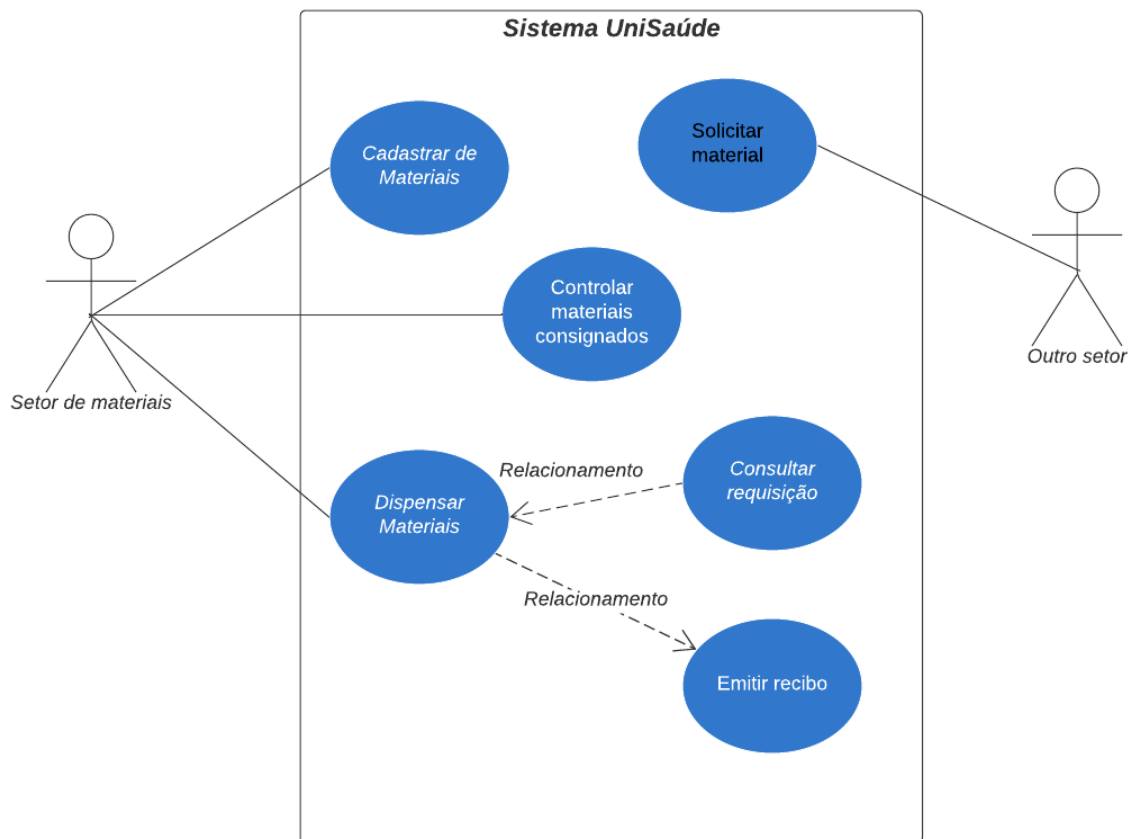 Sistema UniSaúde
Cadastrar de
Materiais
Solicitar
material
Controlar
materiais
consignados
Setor de materiais
Outro setor
Relacionamento
Consultar
requisição
Dispensar
Materiais
Relacionamento
Emitir recibo